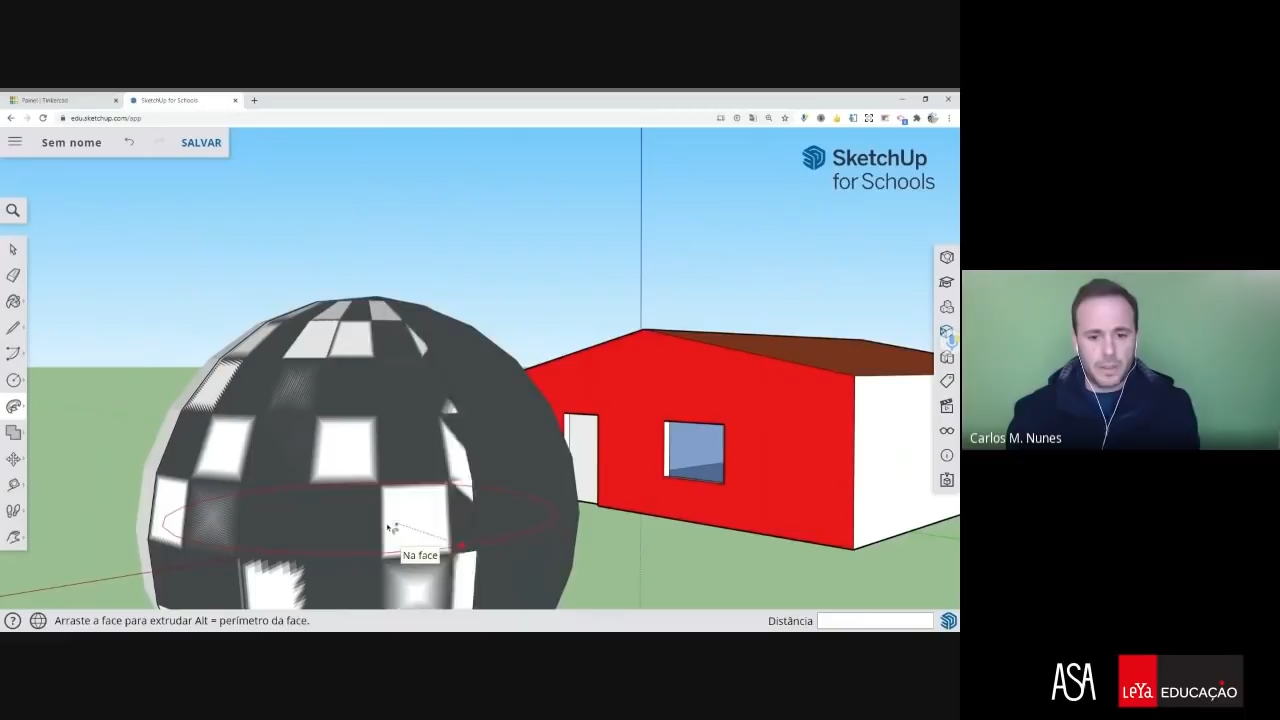 Painel | Tinkercad
SketchUp for Schools
edu.sketchup.com/app
Sem nome
SALVAR
SketchUp
for Schools
Na face
Arraste a face para extrudar Alt = perímetro da face.
Distância
Carlos M. Nunes
ASA
LeYa EDUCAÇÃO